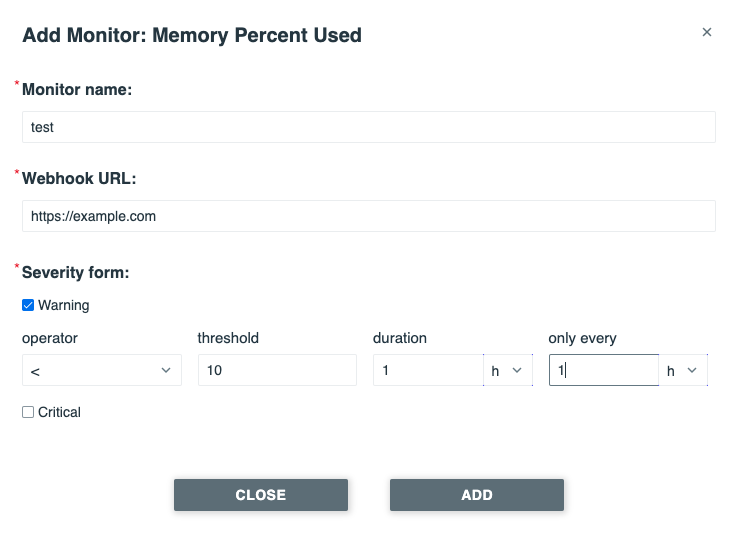 Add Monitor: Memory Percent Used ×
* Monitor name:
test
* Webhook URL:
https://example.com
* Severity form:
Warning
operator threshold duration only every
< 10 1 h 1 h
Critical
CLOSE ADD